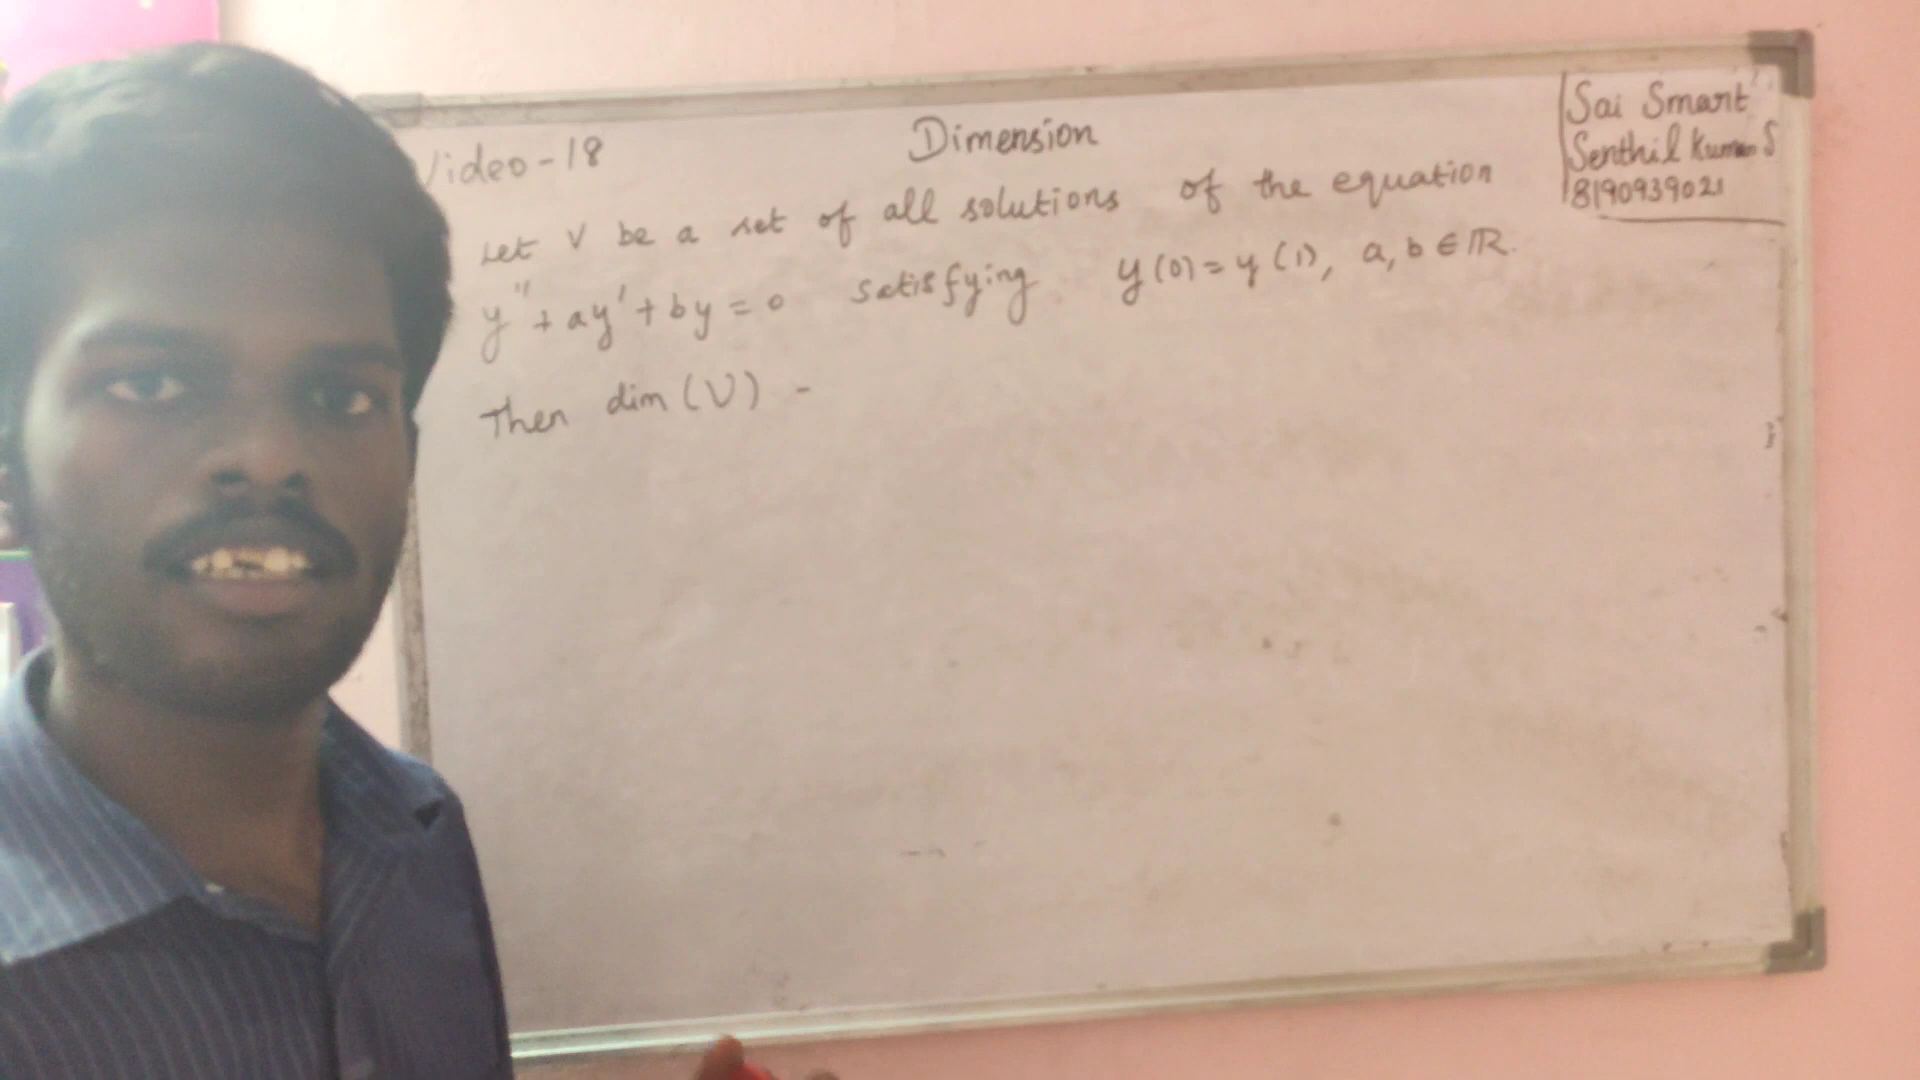 Video-18
Dimension
Sai Smart
Senthil Kumar S
8190939021
Let V be a set of all solutions of the equation
y'' + ay' + by = 0 satisfying y(0) = y(1), a, b ∈ ℝ.
Then dim (V) -